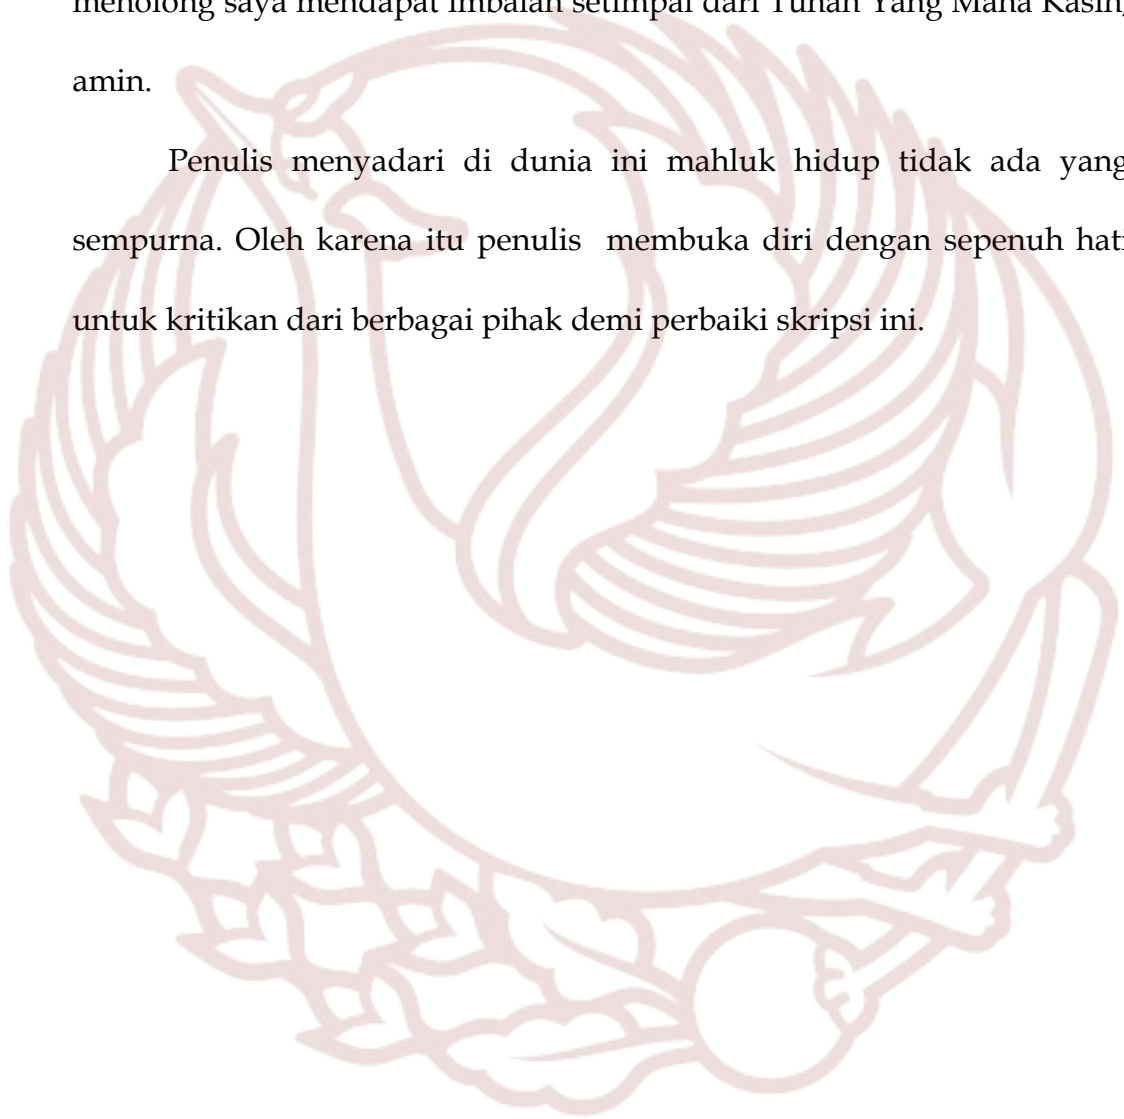 menolong saya mendapat imbalan setimpal dari Tuhan Yang Maha Kasih,
amin.
Penulis menyadari di dunia ini mahluk hidup tidak ada yang
sempurna. Oleh karena itu penulis membuka diri dengan sepenuh hati
untuk kritikan dari berbagai pihak demi perbaiki skripsi ini.